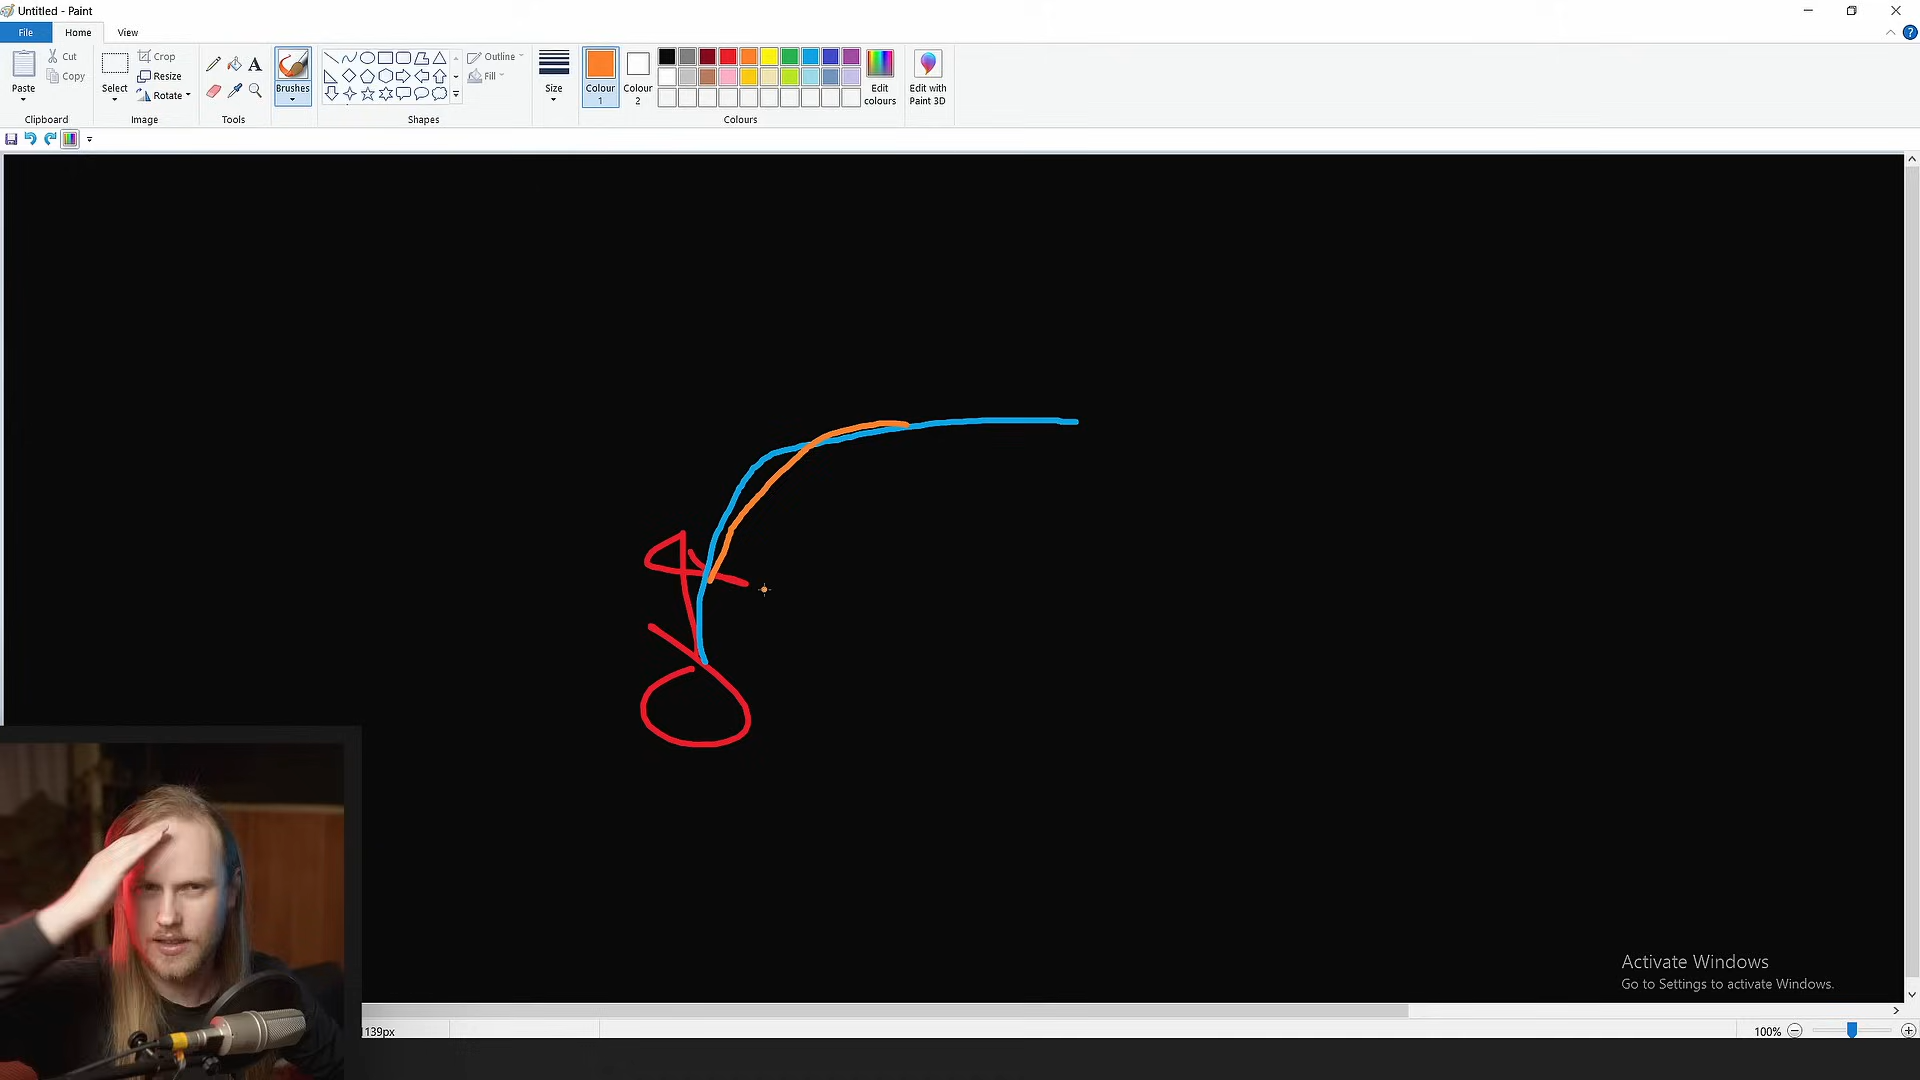 Untitled - Paint
File Home View
Paste
Cut
Copy
Clipboard
Select
Crop
Resize
Rotate
Image
A
Tools
Brushes
Outline
Fill
Shapes
Size
Colour 1
Colour 2
Edit colours
Colours
Edit with Paint 3D
?
Activate Windows
Go to Settings to activate Windows.
139px
100%